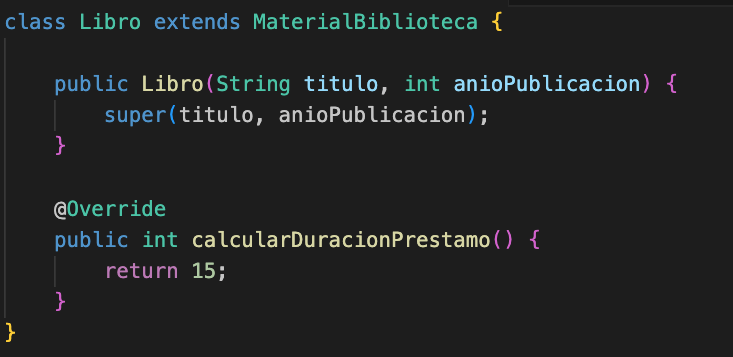 class Libro extends MaterialBiblioteca {
public Libro(String titulo, int anioPublicacion) {
super(titulo, anioPublicacion);
}
@Override
public int calcularDuracionPrestamo() {
return 15;
}
}